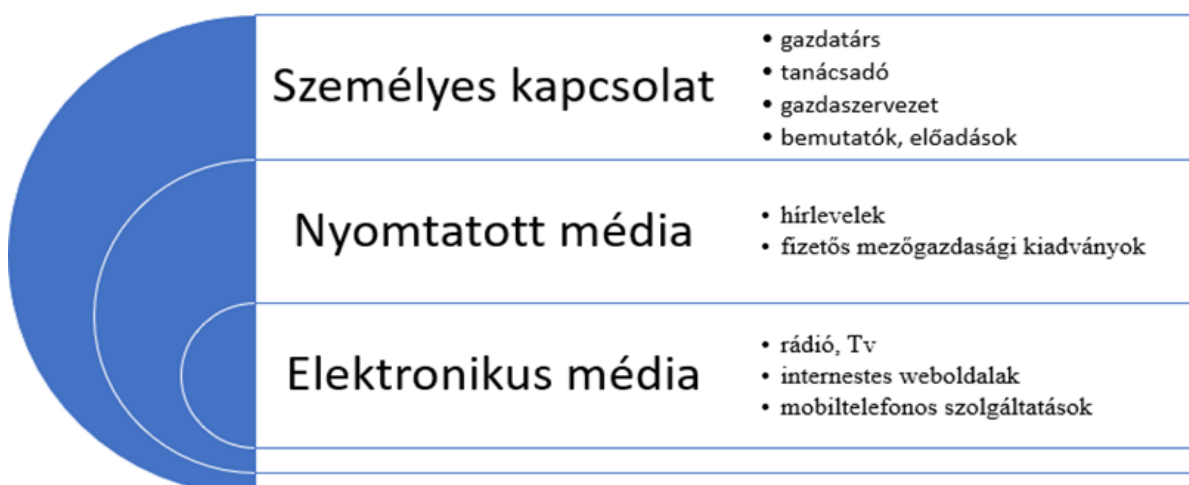 Személyes kapcsolat
• gazdatárs
• tanácsadó
• gazdaszervezet
• bemutatók, előadások
Nyomtatott média
• hírlevelek
• fizetős mezőgazdasági kiadványok
Elektronikus média
• rádió, Tv
• internestes weboldalak
• mobiltelefonos szolgáltatások